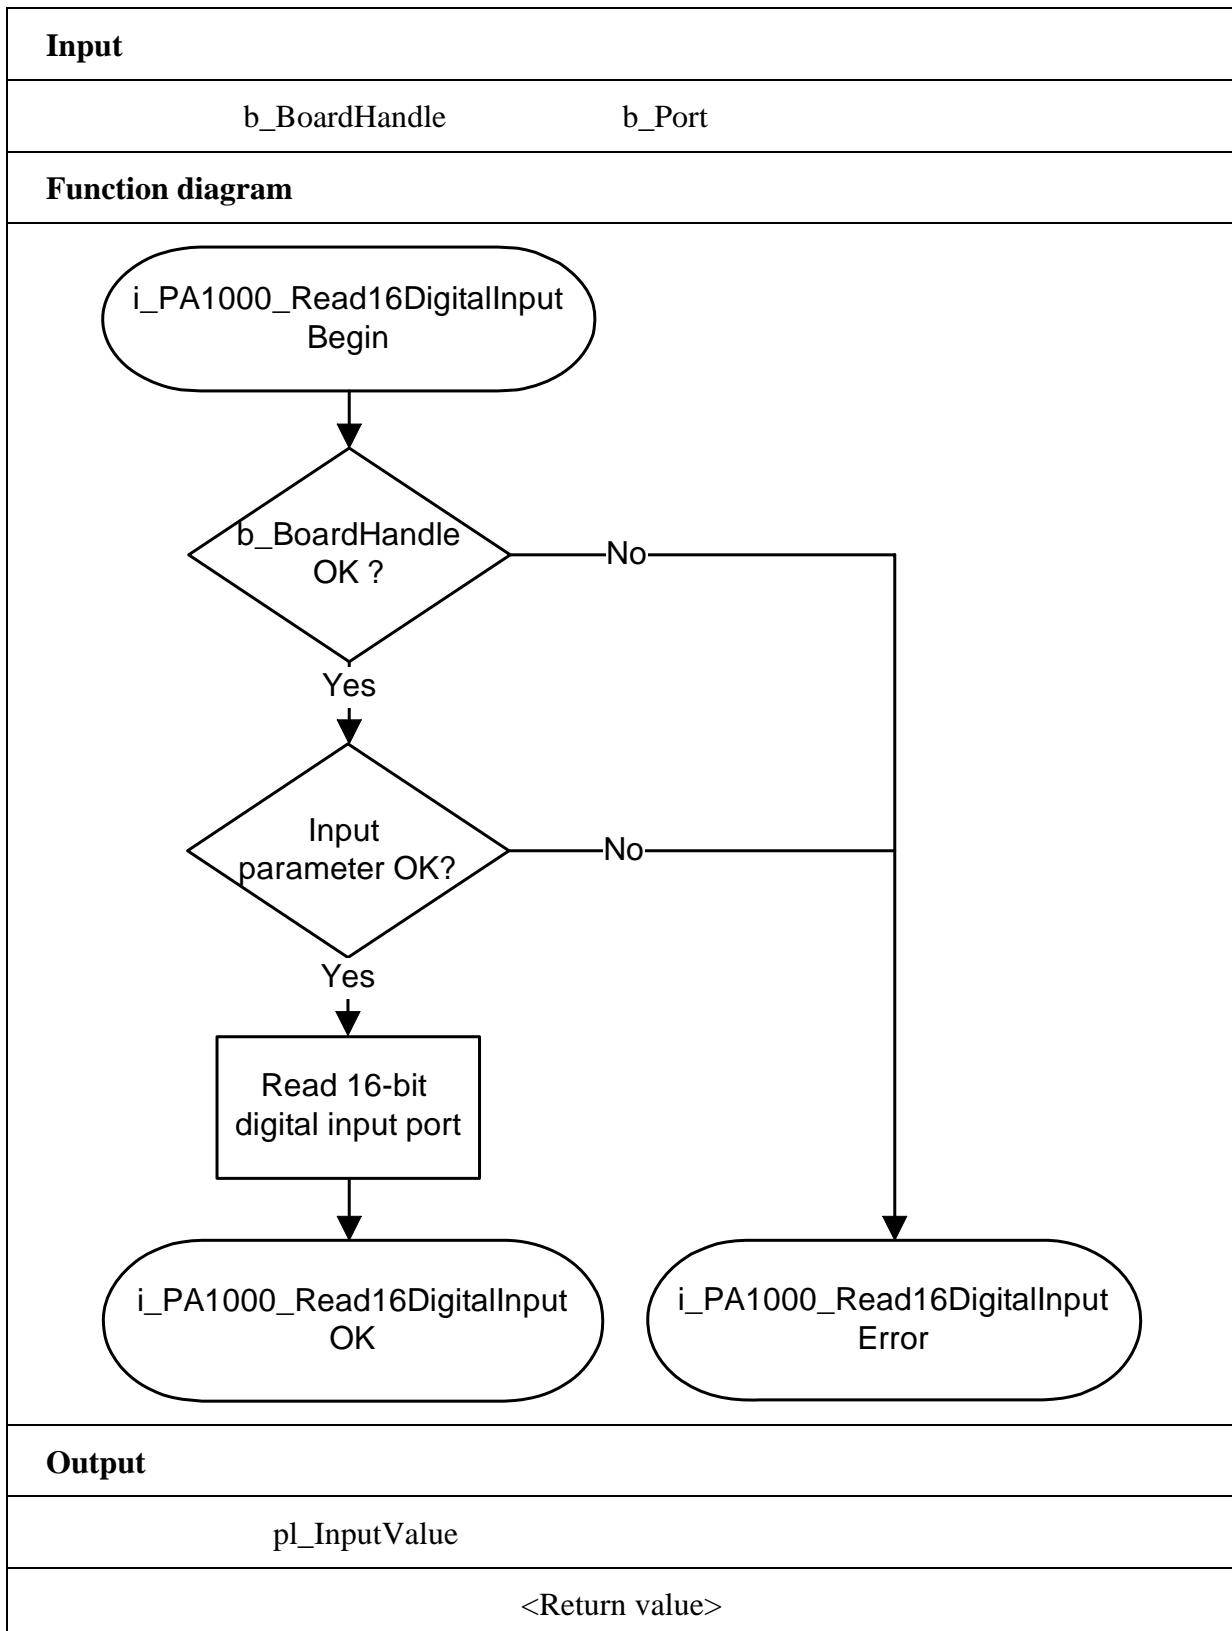 Input
b_BoardHandle b_Port
Function diagram
i_PA1000_Read16DigitalInput
Begin
b_BoardHandle
OK ?
No
Yes
Input
parameter OK?
No
Yes
Read 16-bit
digital input port
i_PA1000_Read16DigitalInput
OK
i_PA1000_Read16DigitalInput
Error
Output
pl_InputValue
<Return value>